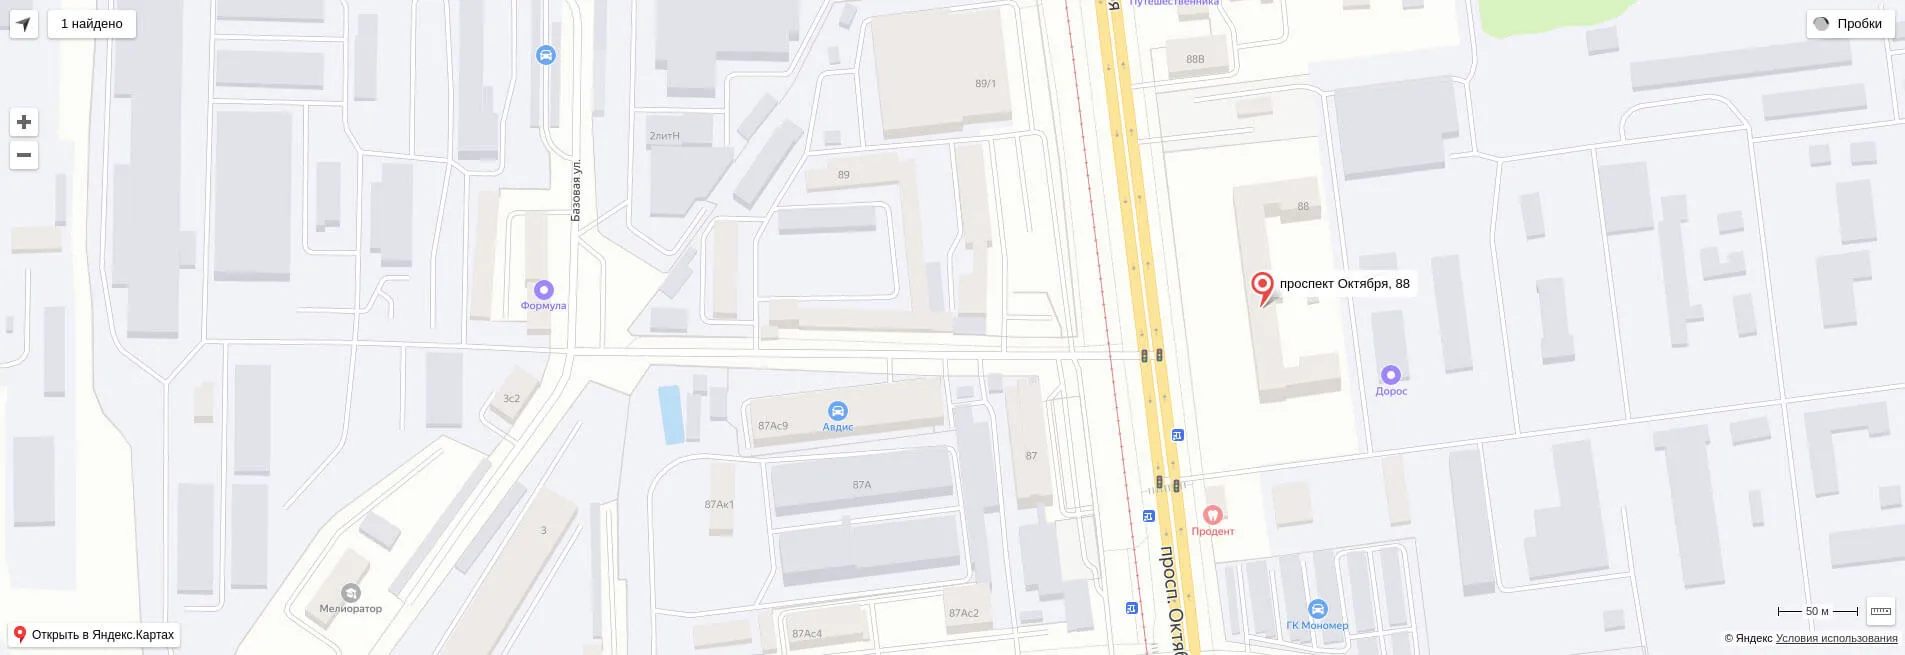 1 найдено
Путешественника
я
Пробки
88В
89/1
2литН
Базовая ул.
89
88
проспект Октября, 88
Формула
3с2
Дорос
87Ас9
Авдис
87
87А
87Ак1
3
Продент
просп. Октяб
Мелиоратор
87Ас2
87Ас4
ГК Мономер
50 м
Открыть в Яндекс.Картах
© Яндекс Условия использования